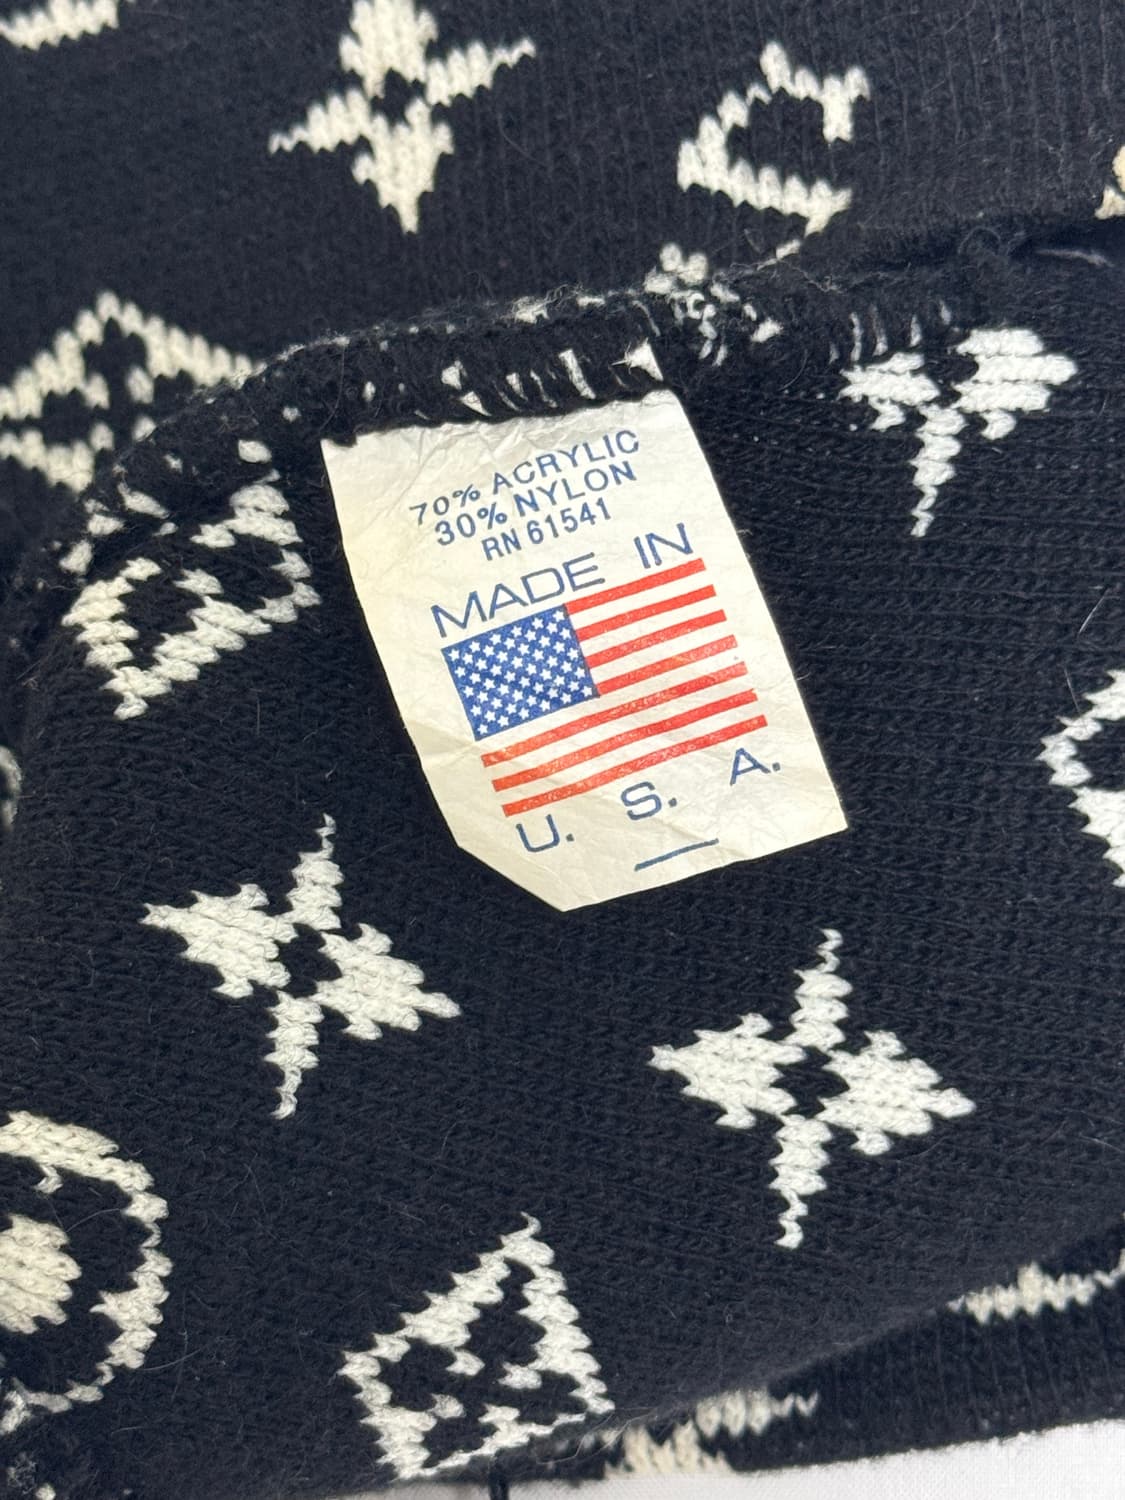 70% ACRYLIC
30% NYLON
RN 61541
MADE IN
U. S. A.